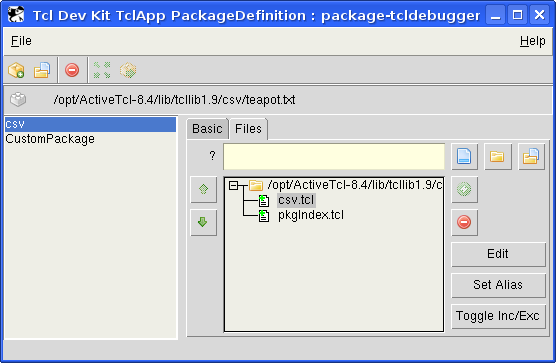 Tcl Dev Kit TclApp PackageDefinition : package-tcldebugger
File
Help
/opt/ActiveTcl-8.4/lib/tcllib1.9/csv/teapot.txt
csv
CustomPackage
Basic
Files
?
/opt/ActiveTcl-8.4/lib/tcllib1.9/c
csv.tcl
pkgIndex.tcl
Edit
Set Alias
Toggle Inc/Exc